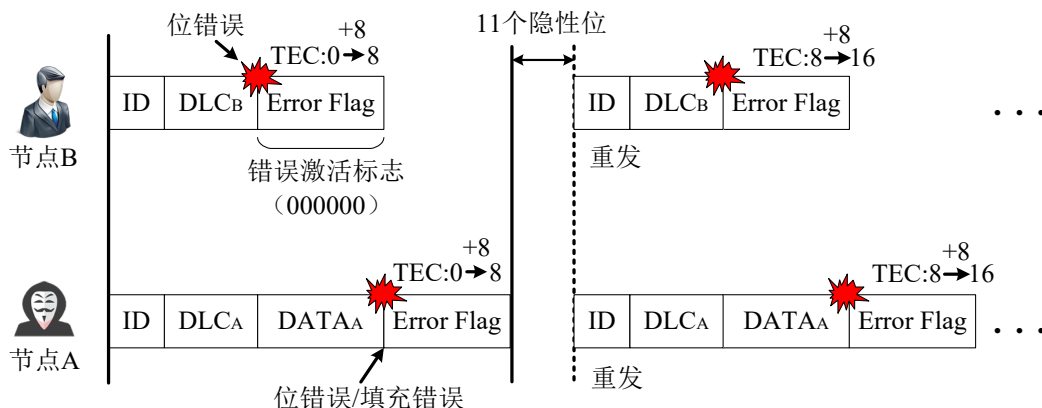 位错误
+8
TEC:0→8
11个隐性位
+8
TEC:8→16
ID DLCB Error Flag
ID DLCB Error Flag
...
节点B
错误激活标志
（000000）
重发
+8
TEC:0→8
+8
TEC:8→16
ID DLCA DATAA Error Flag
ID DLCA DATAA Error Flag
...
节点A
位错误/填充错误
重发